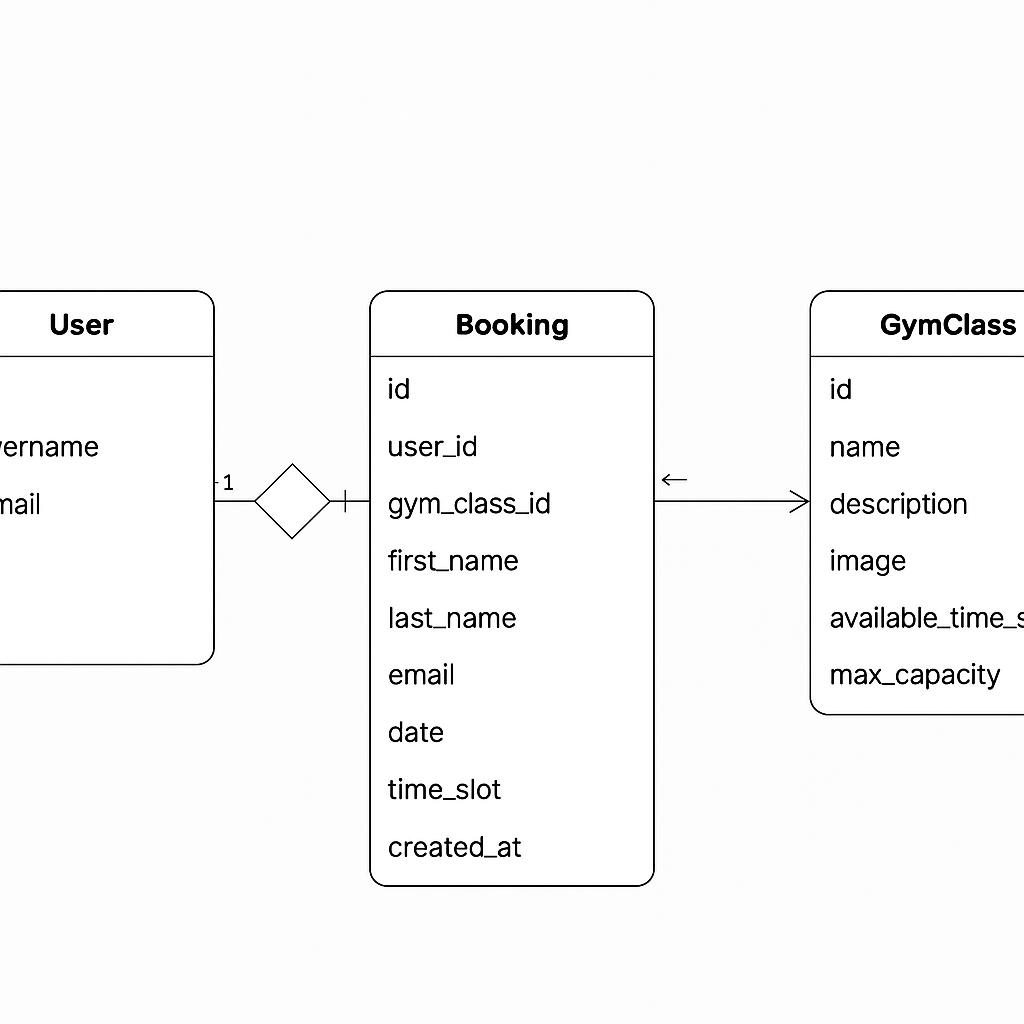 User
ername
mail
1
Booking
id
user_id
gym_class_id
first_name
last_name
email
date
time_slot
created_at
GymClass
id
name
description
image
available_time_s
max_capacity